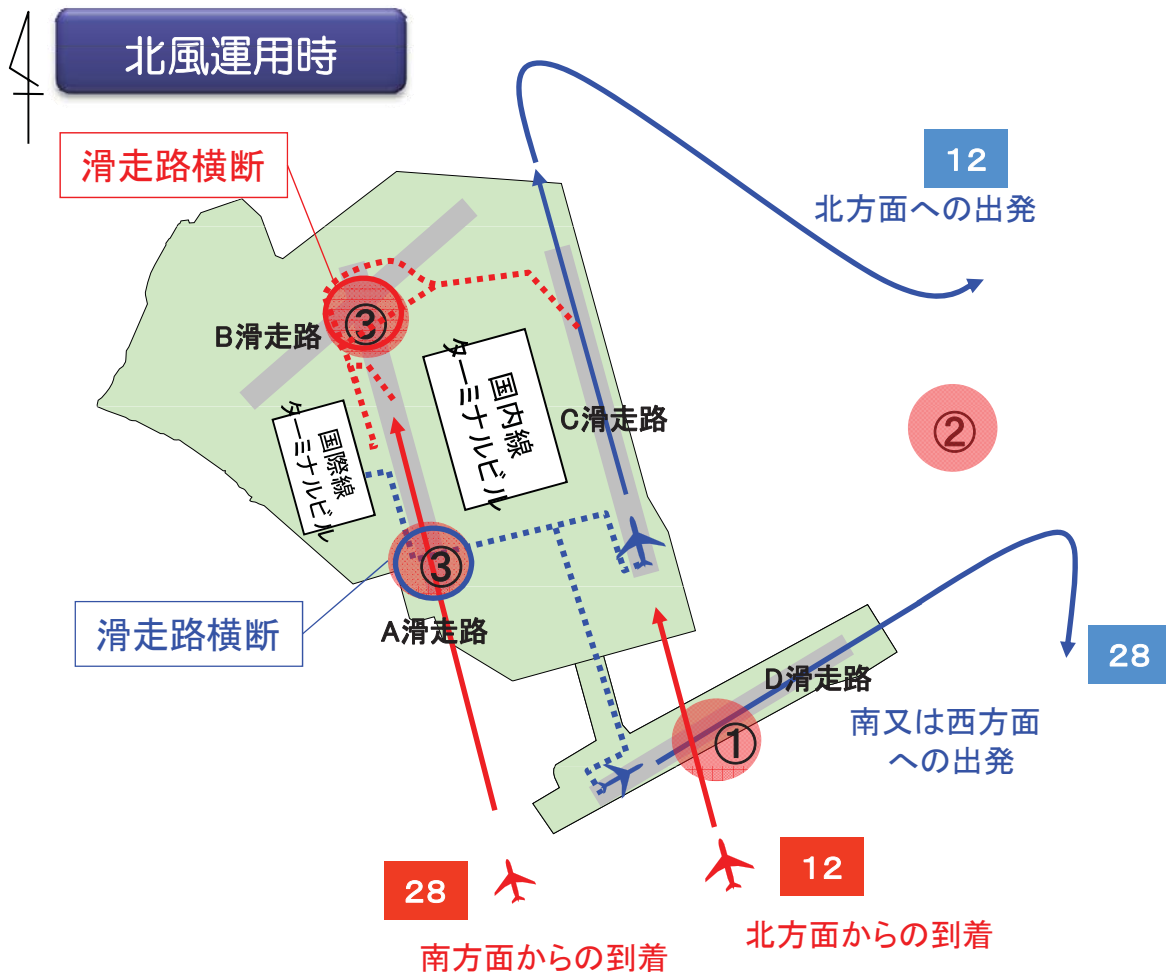 北風運用時
滑走路横断
12
北方面への出発
③
B滑走路
国内線
ターミナルビル
C滑走路
国際線
ターミナルビル
②
③
滑走路横断
A滑走路
28
D滑走路
南又は西方面
への出発
①
28
12
南方面からの到着
北方面からの到着